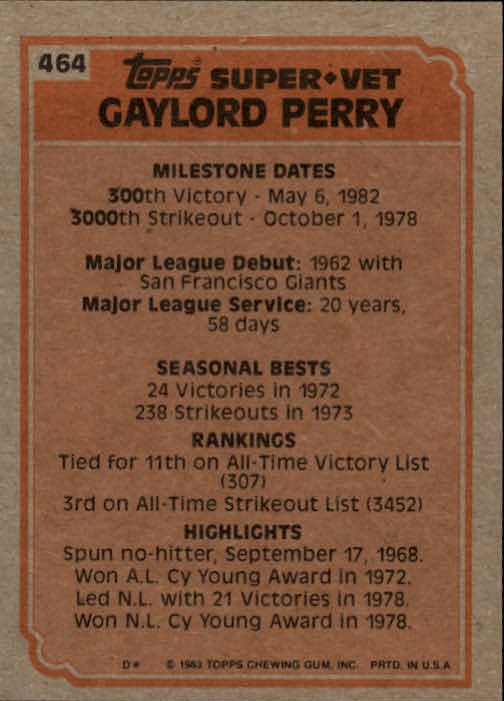 464
TOPPS® SUPER♦VET
GAYLORD PERRY
MILESTONE DATES
300th Victory - May 6, 1982
3000th Strikeout - October 1, 1978
Major League Debut: 1962 with
San Francisco Giants
Major League Service: 20 years,
58 days
SEASONAL BESTS
24 Victories in 1972
238 Strikeouts in 1973
RANKINGS
Tied for 11th on All-Time Victory List
(307)
3rd on All-Time Strikeout List (3452)
HIGHLIGHTS
Spun no-hitter, September 17, 1968.
Won A.L. Cy Young Award in 1972.
Led N.L. with 21 Victories in 1978.
Won N.L. Cy Young Award in 1978.
D* © 1983 TOPPS CHEWING GUM, INC. PRTD. IN U.S.A